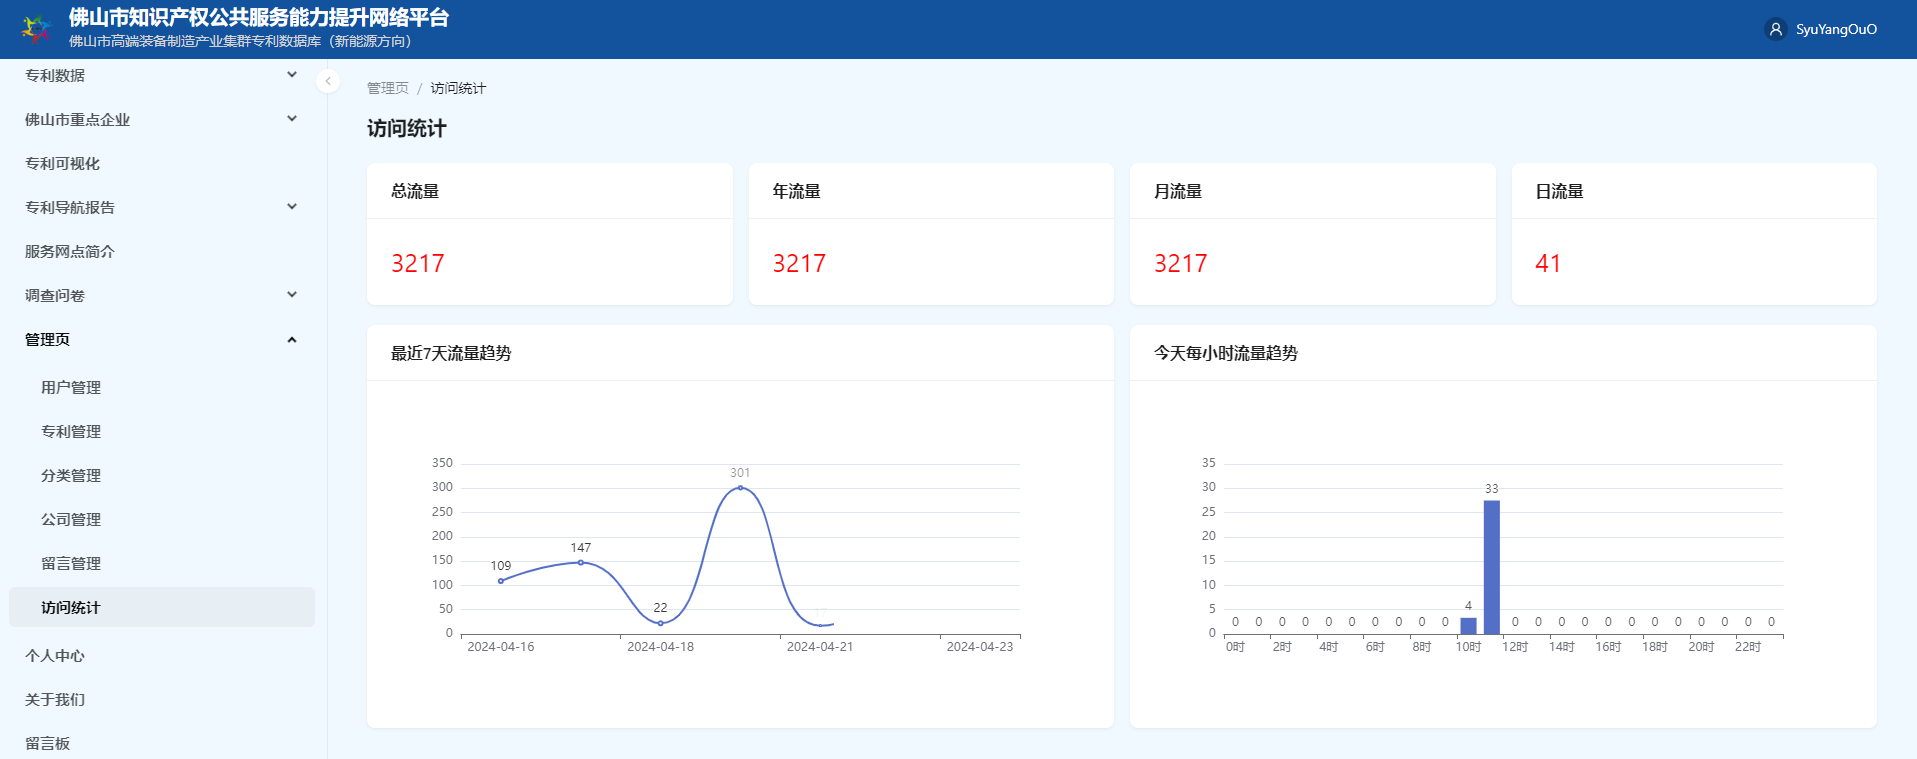 佛山市知识产权公共服务能力提升网络平台
佛山市高端装备制造产业集群专利数据库（新能源方向）
SyuYangOuO
专利数据
佛山市重点企业
专利可视化
专利导航报告
服务网点简介
调查问卷
管理页
用户管理
专利管理
分类管理
公司管理
留言管理
访问统计
个人中心
关于我们
留言板
管理页 / 访问统计
访问统计
总流量
3217
年流量
3217
月流量
3217
日流量
41
最近7天流量趋势
350
300
250
200
150
100
50
0
109
147
22
301
17
2024-04-16
2024-04-18
2024-04-21
2024-04-23
今天每小时流量趋势
35
30
25
20
15
10
5
0
0 0 0 0 0 0 0 0 0 0 4 33 0 0 0 0 0 0 0 0 0 0 0 0
0时 2时 4时 6时 8时 10时 12时 14时 16时 18时 20时 22时